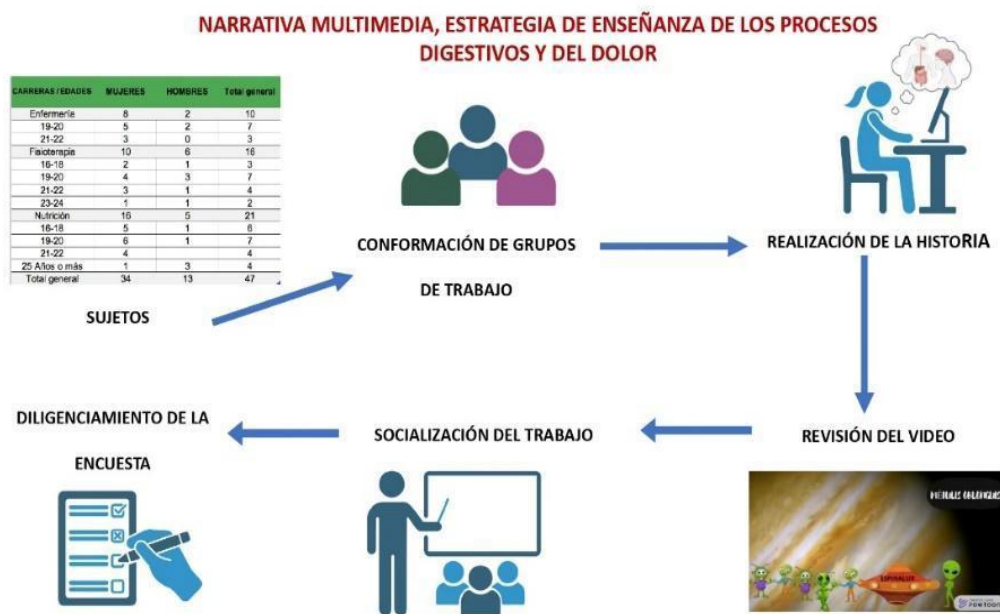 NARRATIVA MULTIMEDIA, ESTRATEGIA DE ENSEÑANZA DE LOS PROCESOS
DIGESTIVOS Y DEL DOLOR
CARRERAS / EDADES MUJERES HOMBRES Total general
Enfermería 8 2 10
19-20 5 2 7
21-22 3 0 3
Fisioterapia 10 6 16
16-18 2 1 3
19-20 4 3 7
21-22 3 1 4
23-24 1 1 2
Nutrición 16 5 21
16-18 5 1 6
19-20 6 1 7
21-22 4 4
25 Años o más 1 3 4
Total general 34 13 47
SUJETOS
CONFORMACIÓN DE GRUPOS
DE TRABAJO
REALIZACIÓN DE LA HISTORIA
REVISIÓN DEL VIDEO
SOCIALIZACIÓN DEL TRABAJO
DILIGENCIAMIENTO DE LA
ENCUESTA
POWTOON